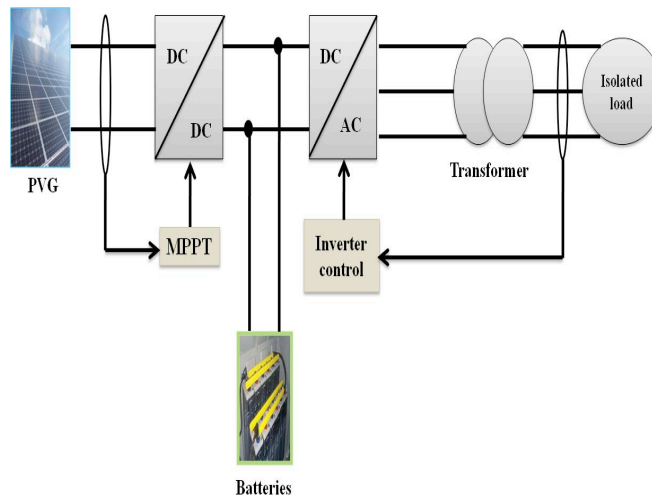 DC
DC
DC
AC
Isolated
load
Transformer
PVG
MPPT
Inverter
control
Batteries